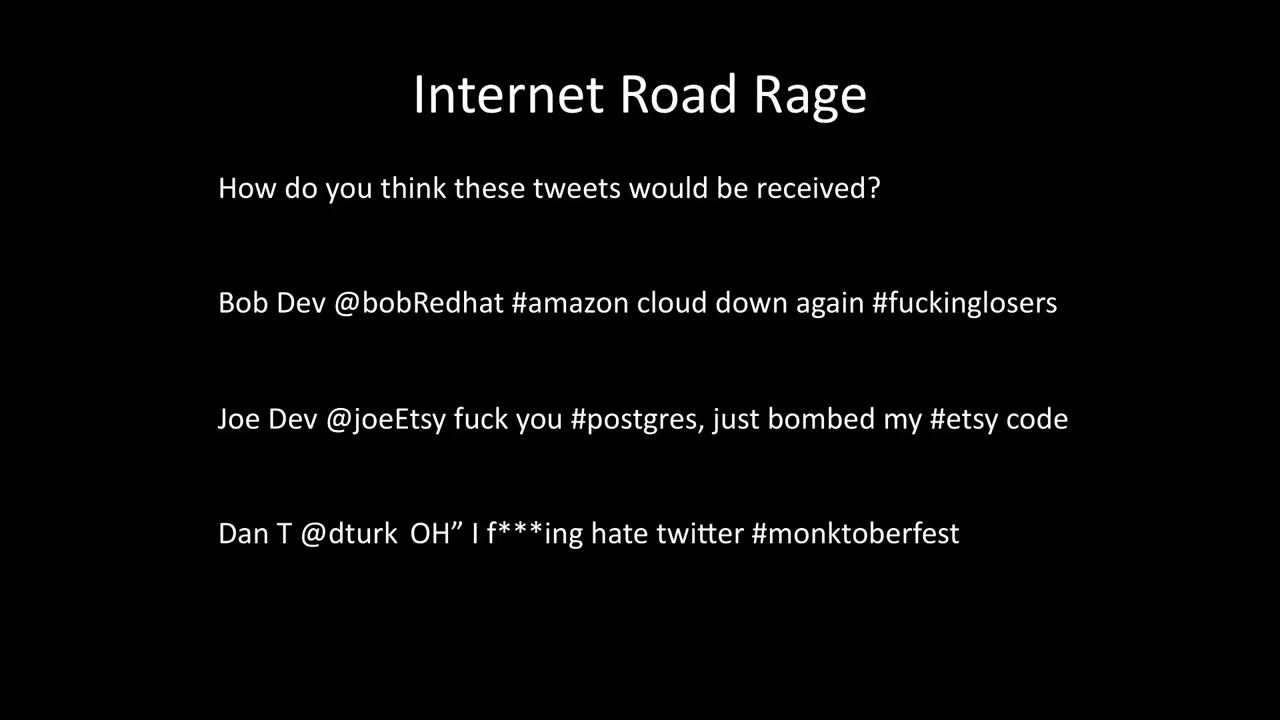 Internet Road Rage
How do you think these tweets would be received?
Bob Dev @bobRedhat #amazon cloud down again #fuckinglosers
Joe Dev @joeEtsy fuck you #postgres, just bombed my #etsy code
Dan T @dturk OH” I f***ing hate twitter #monktoberfest